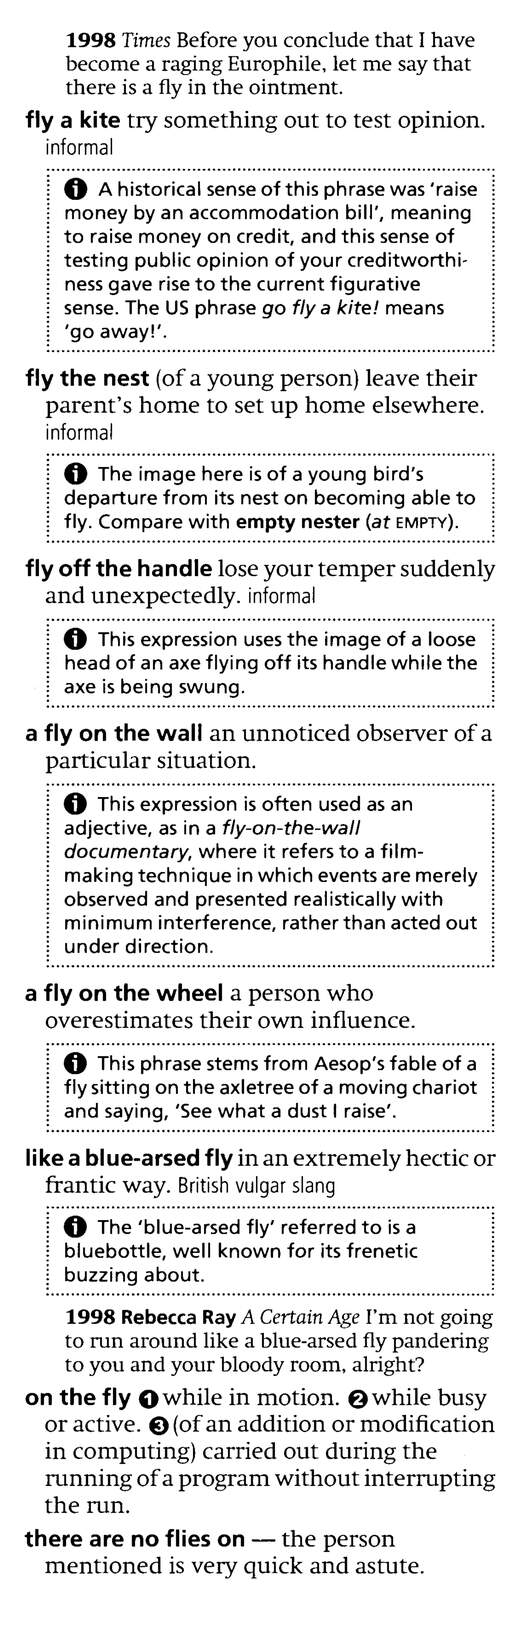 1998 Times Before you conclude that I have
become a raging Europhile, let me say that
there is a fly in the ointment.
fly a kite try something out to test opinion.
informal
i A historical sense of this phrase was ‘raise
money by an accommodation bill’, meaning
to raise money on credit, and this sense of
testing public opinion of your creditworthi-
ness gave rise to the current figurative
sense. The US phrase go fly a kite! means
‘go away!’.
fly the nest (of a young person) leave their
parent’s home to set up home elsewhere.
informal
i The image here is of a young bird’s
departure from its nest on becoming able to
fly. Compare with empty nester (at EMPTY).
fly off the handle lose your temper suddenly
and unexpectedly. informal
i This expression uses the image of a loose
head of an axe flying off its handle while the
axe is being swung.
a fly on the wall an unnoticed observer of a
particular situation.
i This expression is often used as an
adjective, as in a fly-on-the-wall
documentary, where it refers to a film-
making technique in which events are merely
observed and presented realistically with
minimum interference, rather than acted out
under direction.
a fly on the wheel a person who
overestimates their own influence.
i This phrase stems from Aesop’s fable of a
fly sitting on the axletree of a moving chariot
and saying, ‘See what a dust I raise’.
like a blue-arsed fly in an extremely hectic or
frantic way. British vulgar slang
i The ‘blue-arsed fly’ referred to is a
bluebottle, well known for its frenetic
buzzing about.
1998 Rebecca Ray A Certain Age I’m not going
to run around like a blue-arsed fly pandering
to you and your bloody room, alright?
on the fly ❶ while in motion. ❷ while busy
or active. ❸ (of an addition or modification
in computing) carried out during the
running of a program without interrupting
the run.
there are no flies on — the person
mentioned is very quick and astute.